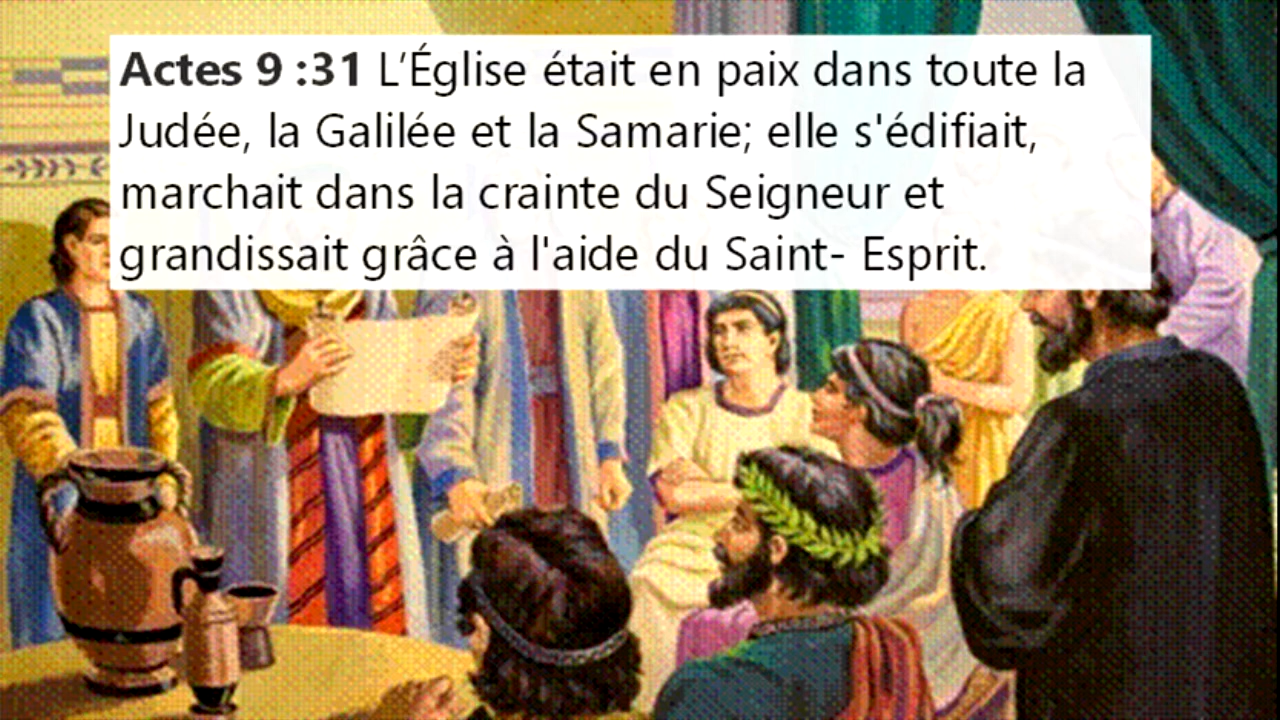 Actes 9 :31 L’Église était en paix dans toute la
Judée, la Galilée et la Samarie; elle s'édifiait,
marchait dans la crainte du Seigneur et
grandissait grâce à l'aide du Saint- Esprit.